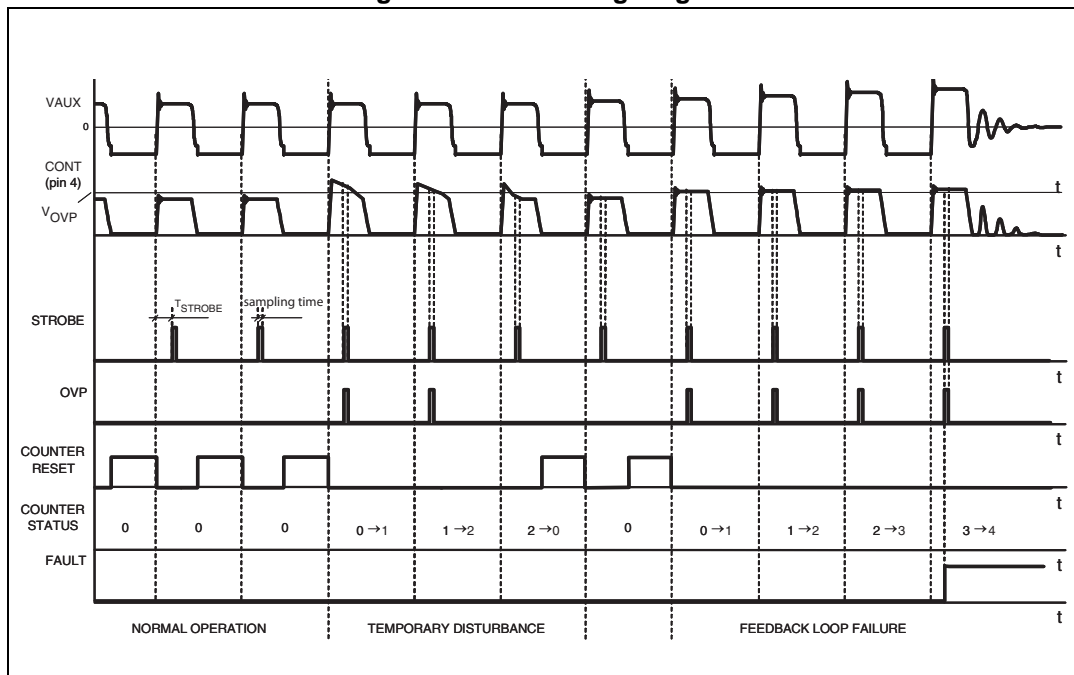 VAUX
0
CONT
(pin 4)
t
VOVP
t
TSTROBE
sampling time
STROBE
t
OVP
t
COUNTER
RESET
t
COUNTER
STATUS
0 0 0 0→1 1→2 2→0 0 0→1 1→2 2→3 3→4
FAULT
t
t
NORMAL OPERATION TEMPORARY DISTURBANCE FEEDBACK LOOP FAILURE